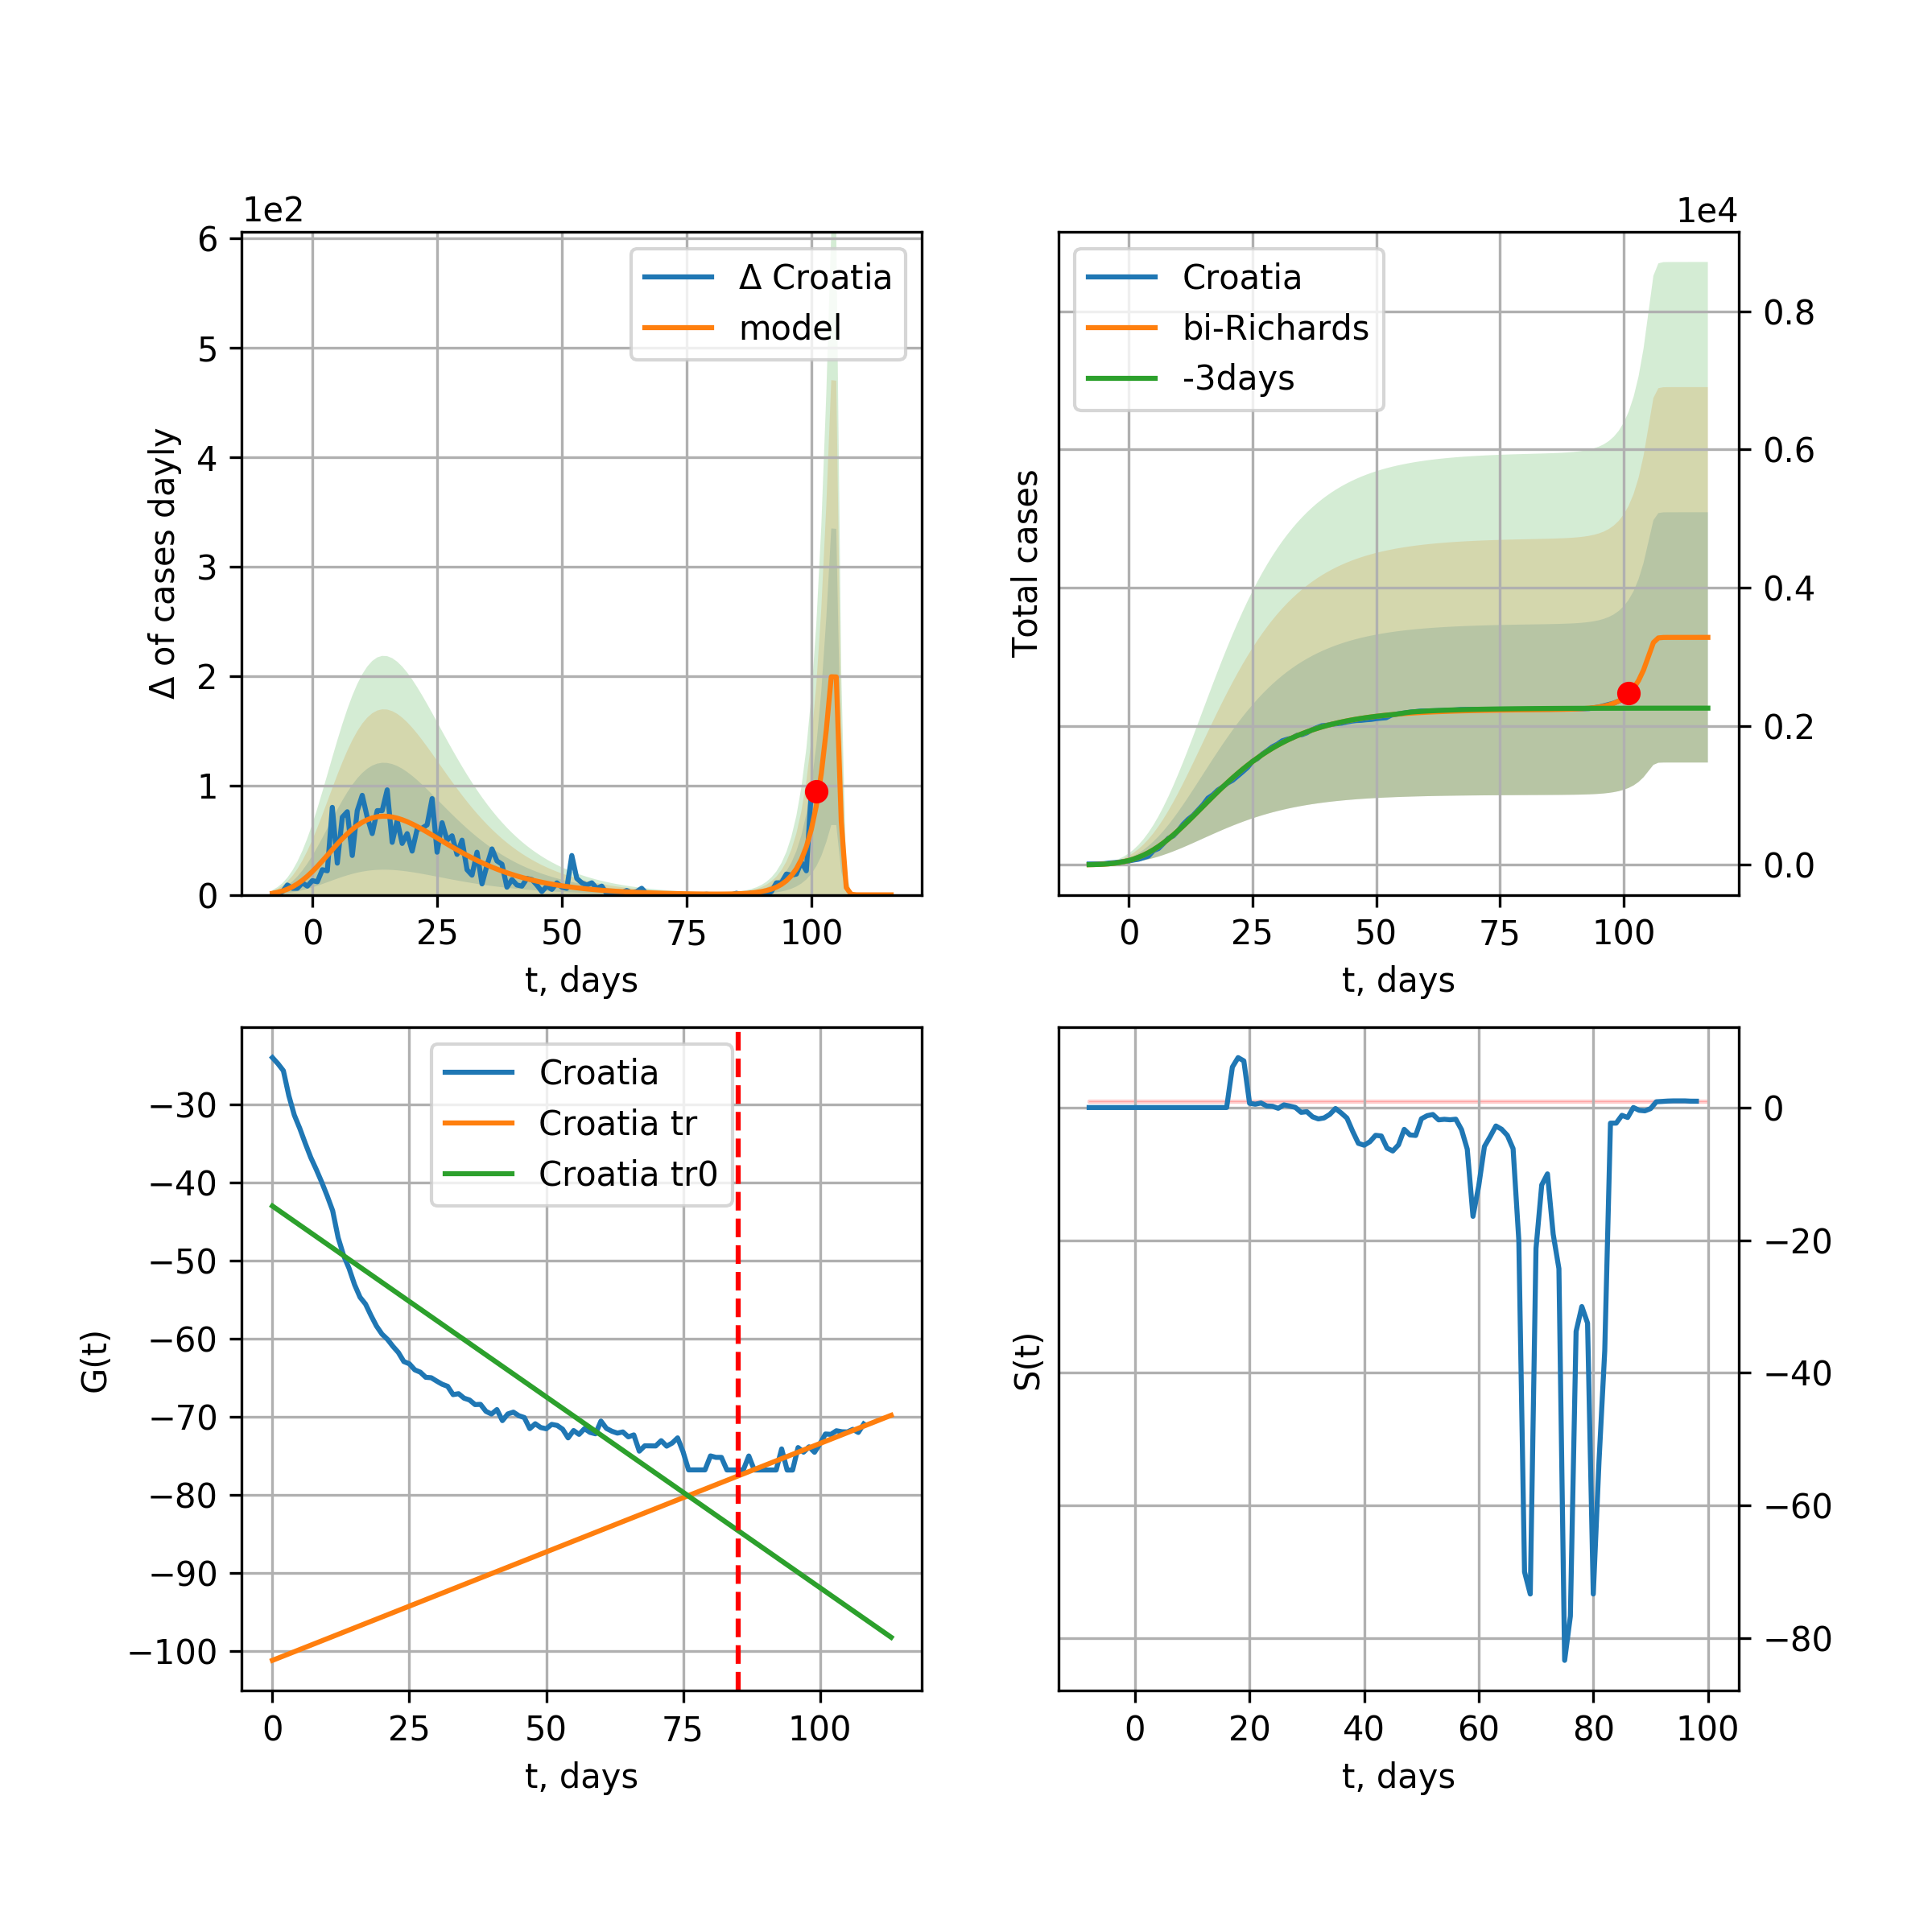 1e2
6
5
4
3
2
1
0
Δ of cases dayly
Δ Croatia
model
0 25 50 75 100
t, days
1e4
0.8
0.6
0.4
0.2
0.0
Total cases
Croatia
bi-Richards
-3days
0 25 50 75 100
t, days
−30
−40
−50
−60
−70
−80
−90
−100
G(t)
Croatia
Croatia tr
Croatia tr0
0 25 50 75 100
t, days
0
−20
−40
−60
−80
S(t)
0 20 40 60 80 100
t, days